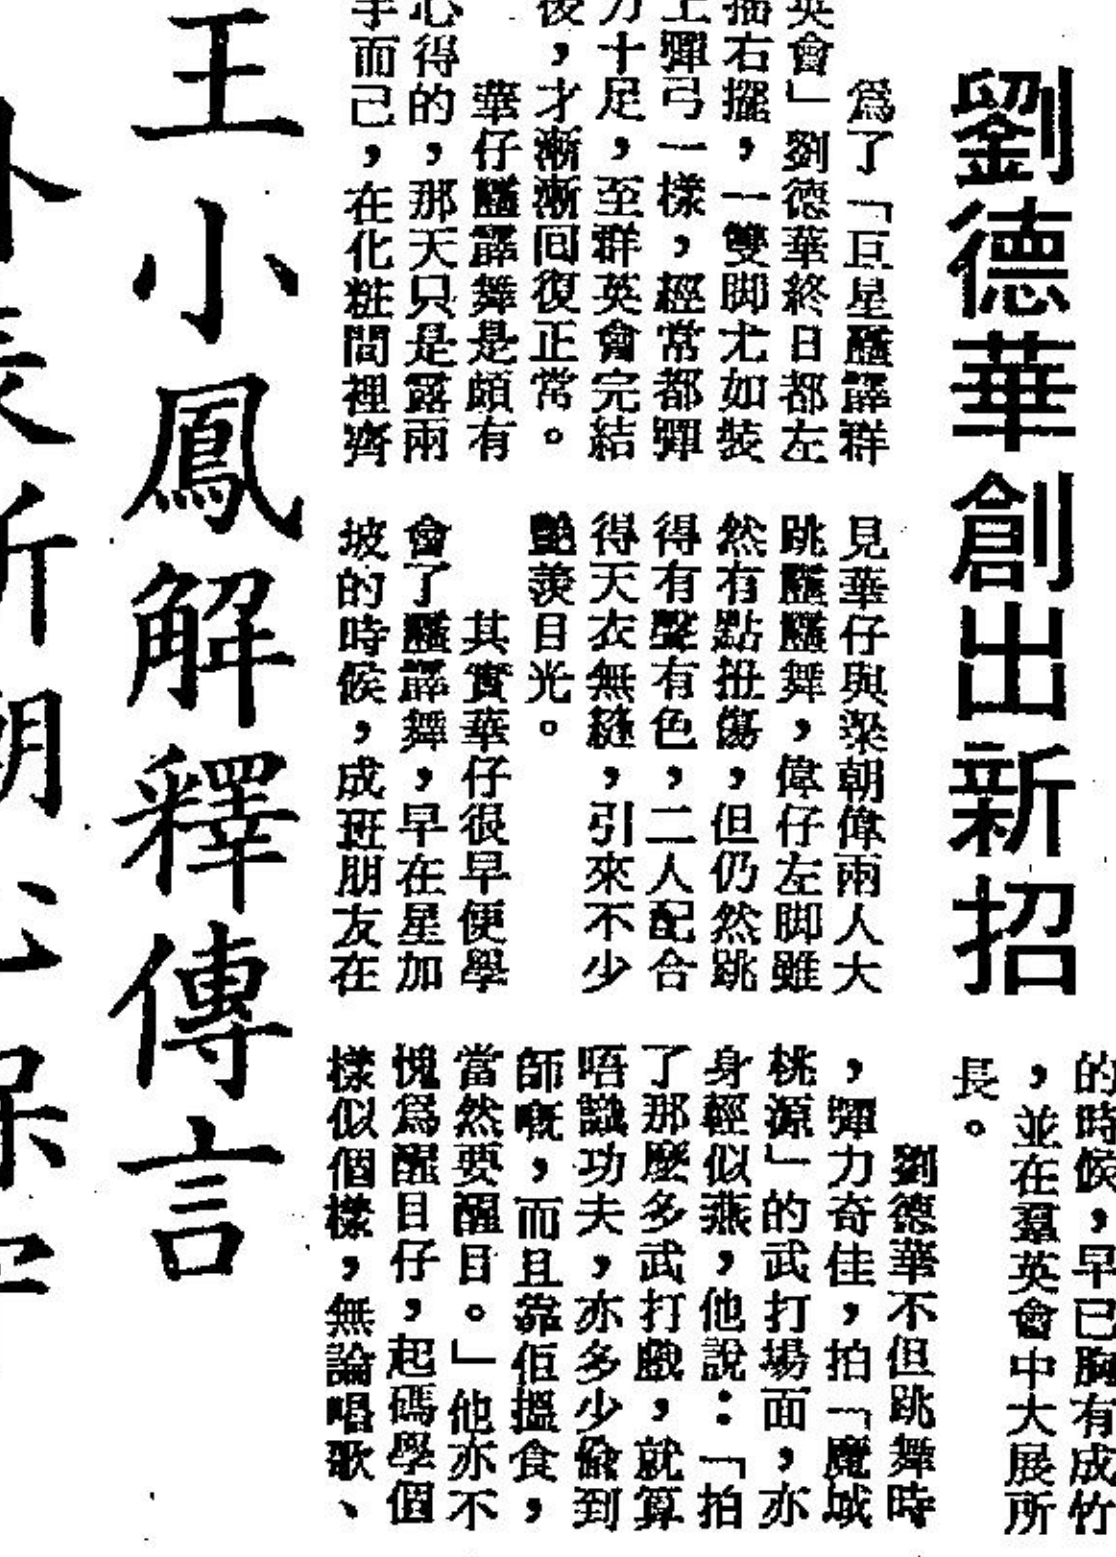 劉德華創出新招
爲了「巨星靂霹群
英會」劉德華終日都左
搖右擺，一雙脚尤如裝
上彈弓一樣，經常都彈
力十足，至群英會完結
後，才漸漸回復正常。
華仔靂霹舞是頗有
心得的，那天只是露兩
手而己，在化粧間裡齊
見華仔與梁朝偉兩人大
跳靂靂舞，偉仔左脚雖
然有點扭傷，但仍然跳
得有聲有色，二人配合
得天衣無縫，引來不少
艷羨目光。
其實華仔很早便學
會了靂霹舞，早在星加
坡的時候，成班朋友在
的時候，早已胸有成竹
，並在羣英會中大展所
長。
劉德華不但跳舞時
，彈力奇佳，拍「魔域
桃源」的武打場面，亦
身輕似燕，他說：「拍
了那麼多武打戲，就算
唔識功夫，亦多少偸到
師嘅，而且靠佢搵食，
當然要醒目。」他亦不
愧爲醒目仔，起碼學個
樣似個樣，無論唱歌、
王小鳳解釋傳言